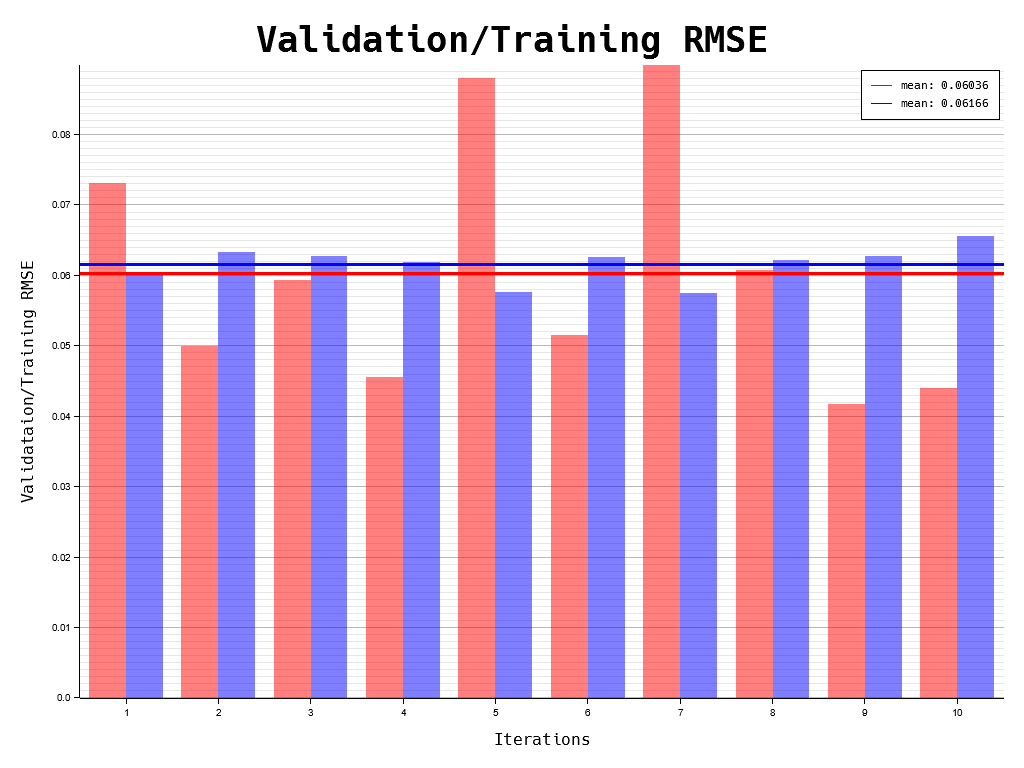 Validation/Training RMSE
mean: 0.06036
mean: 0.06166
Validataion/Training RMSE
0.08
0.07
0.06
0.05
0.04
0.03
0.02
0.01
0.0
1 2 3 4 5 6 7 8 9 10
Iterations